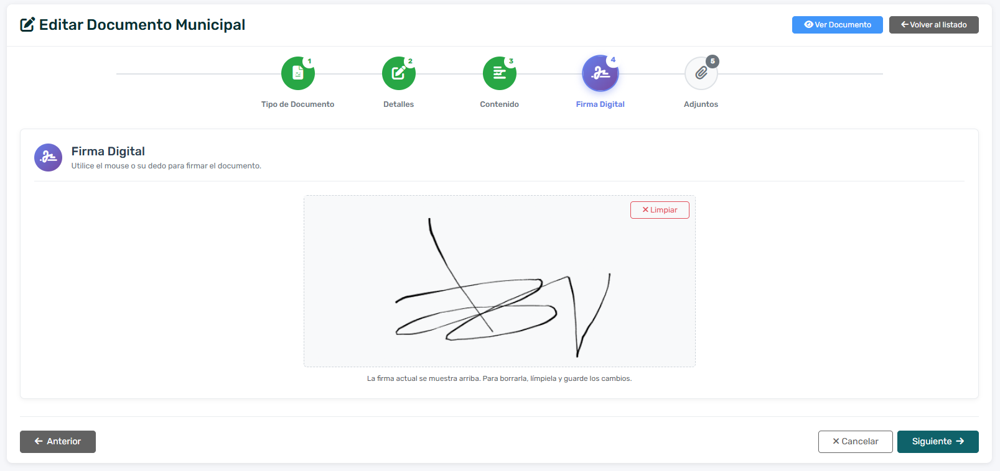 Editar Documento Municipal
Ver Documento
Volver al listado
1
2
3
4
5
Tipo de Documento
Detalles
Contenido
Firma Digital
Adjuntos
Firma Digital
Utilice el mouse o su dedo para firmar el documento.
Limpiar
La firma actual se muestra arriba. Para borrarla, límpiela y guarde los cambios.
Anterior
Cancelar
Siguiente